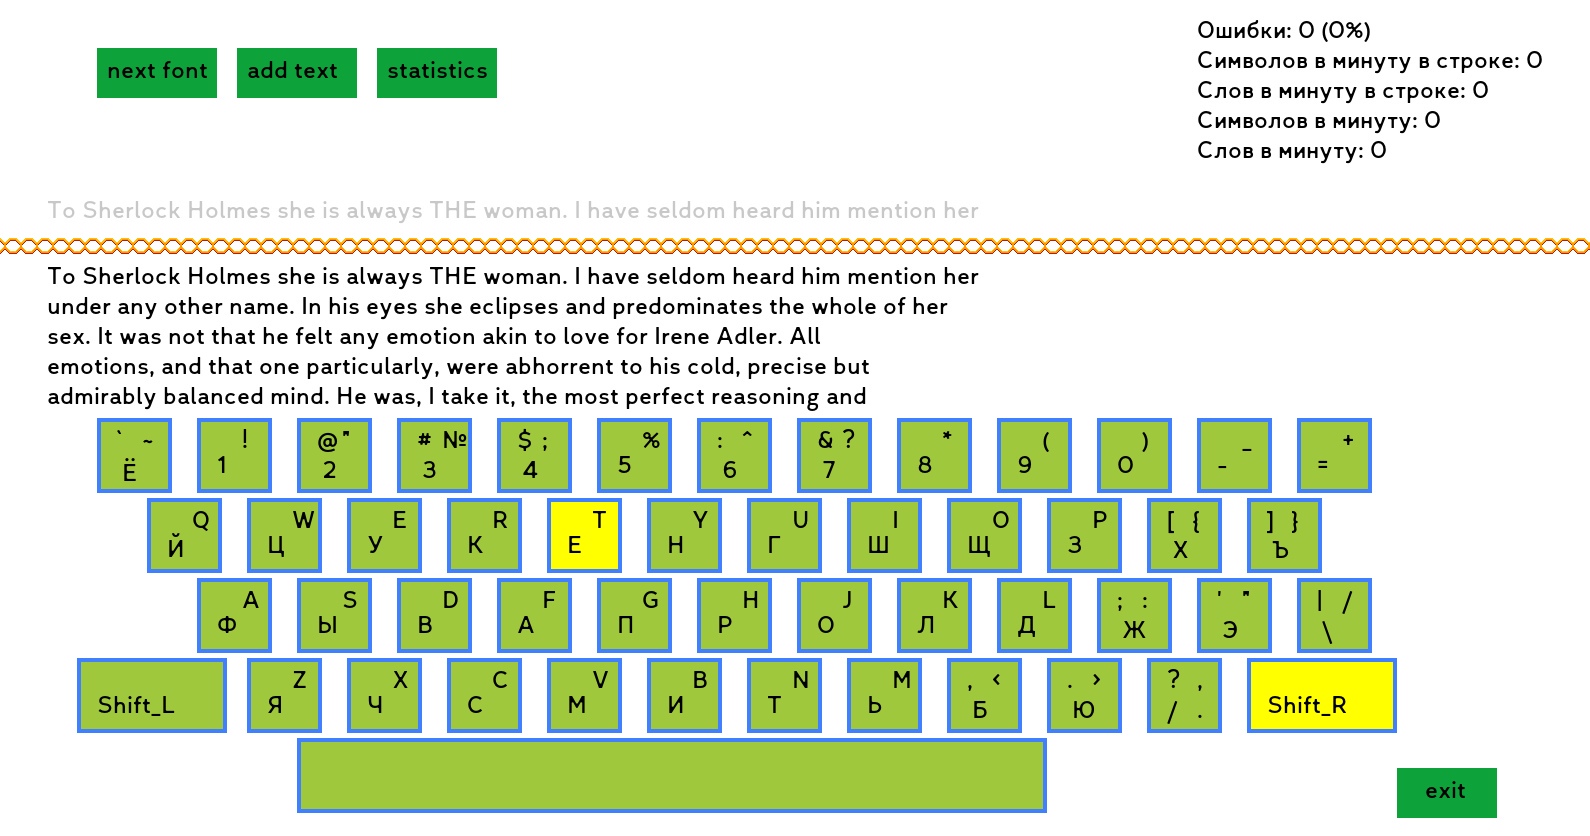 next font add text statistics
Ошибки: 0 (0%)
Символов в минуту в строке: 0
Слов в минуту в строке: 0
Символов в минуту: 0
Слов в минуту: 0
To Sherlock Holmes she is always THE woman. I have seldom heard him mention her
To Sherlock Holmes she is always THE woman. I have seldom heard him mention her
under any other name. In his eyes she eclipses and predominates the whole of her
sex. It was not that he felt any emotion akin to love for Irene Adler. All
emotions, and that one particularly, were abhorrent to his cold, precise but
admirably balanced mind. He was, I take it, the most perfect reasoning and
` ~ ! @ " # № $ ; % : ^ & ? * ( ) _ +
Ё 1 2 3 4 5 6 7 8 9 0 - =
Q W E R T Y U I O P [ { ] }
Й Ц У К Е Н Г Ш Щ З Х Ъ
A S D F G H J K L ; : ' " | /
Ф Ы В А П Р О Л Д Ж Э \
Z X C V B N M , < . > ? ,
Shift_L Я Ч С М И Т Ь Б Ю / . Shift_R
exit